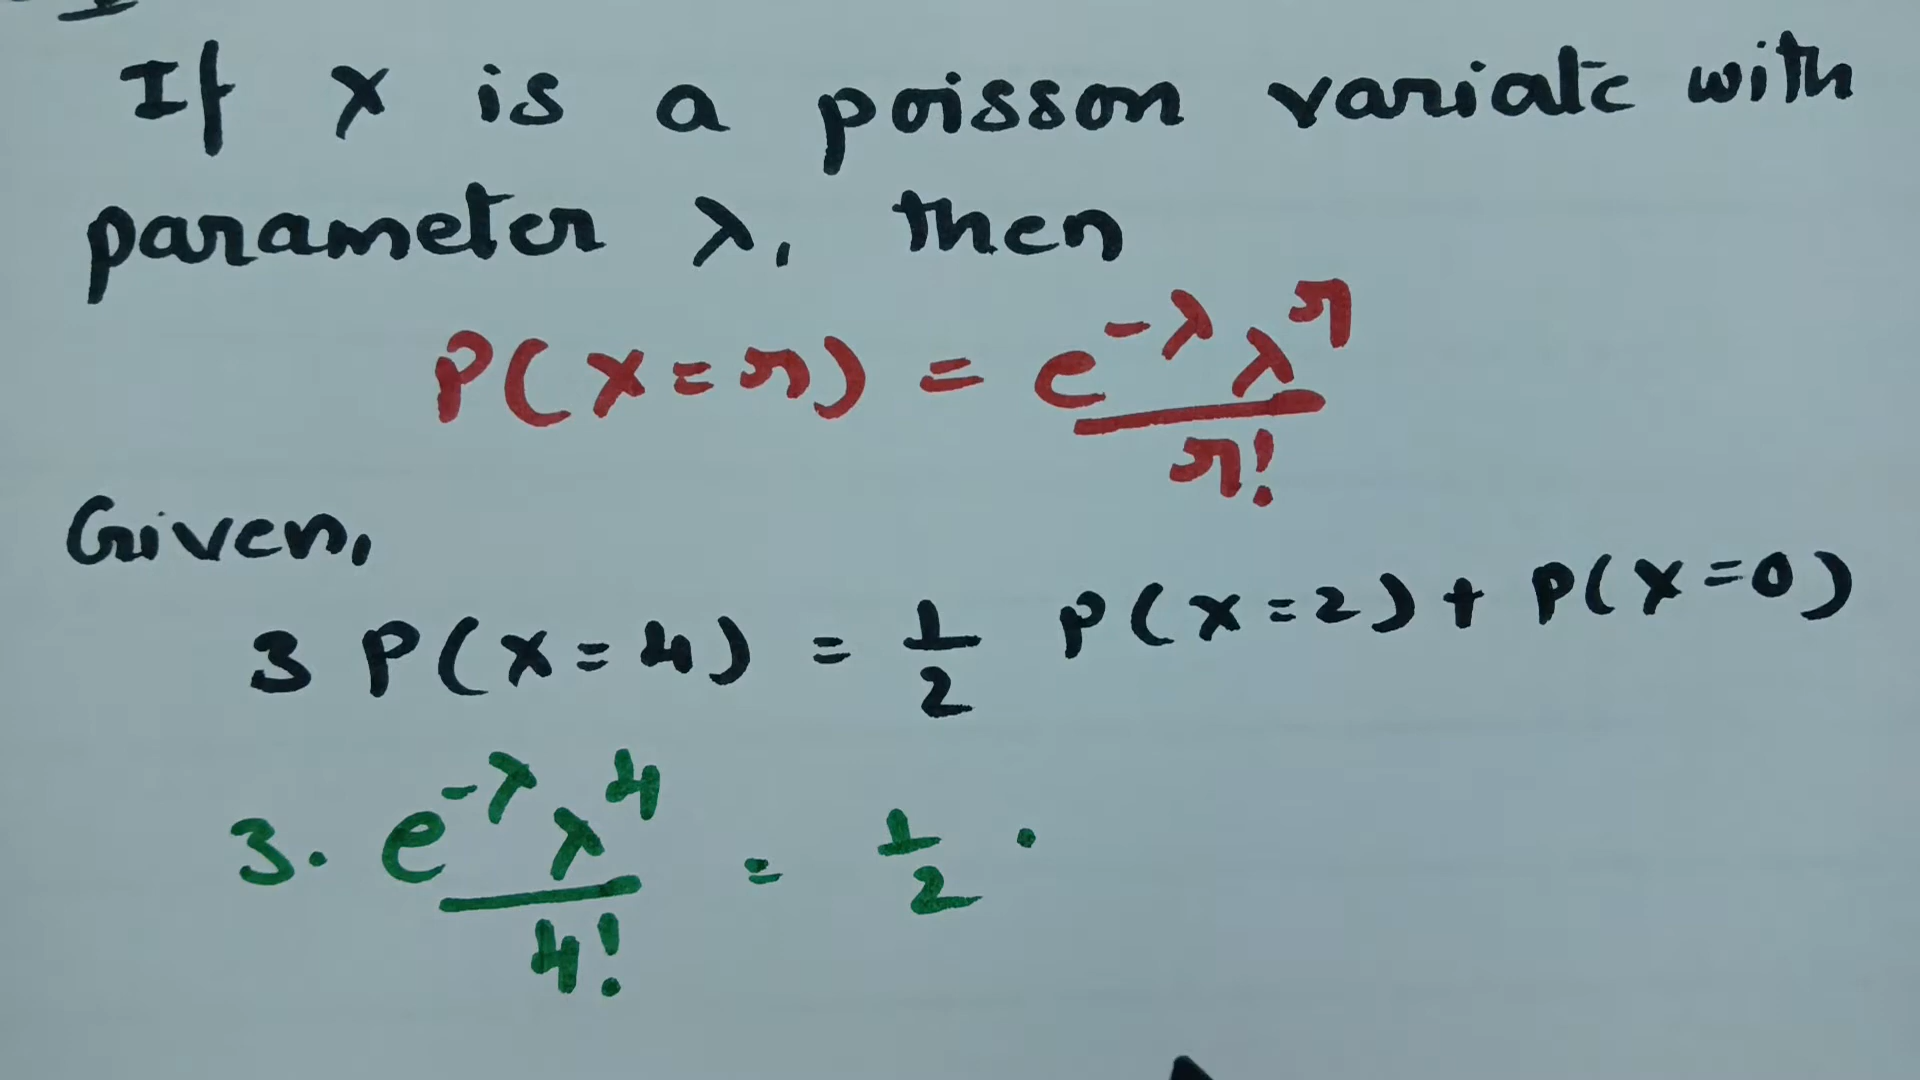 If X is a poisson variate with
parameter λ, then
P(X=r) = e^-λ λ^r / r!
Given,
3 P(X=4) = 1/2 P(X=2) + P(X=0)
3. e^-λ λ^4 / 4! = 1/2 .